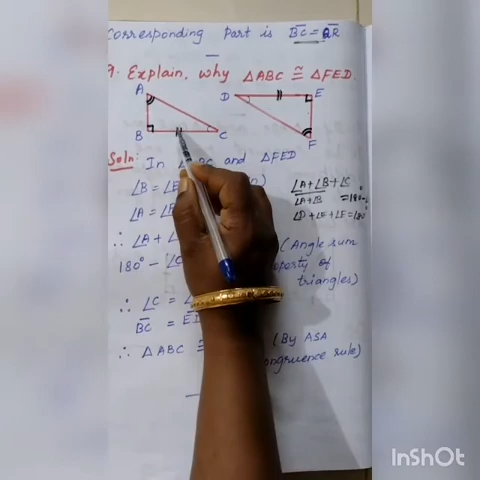 Corresponding Part is BC = QR
9. Explain, why △ABC ≅ △FED.
A D E
B C F
Soln: In and △FED
∠B = ∠E
∠A = ∠F
∠A + ∠B + ∠C
∠A + ∠B = 180°
∠D + ∠E + ∠F = 180°
∴ ∠A + (Angle sum
180° - ∠C of
triangles)
∴ ∠C =
BC =
∴ △ABC ≅ (By ASA
congruence rule)
InShOt